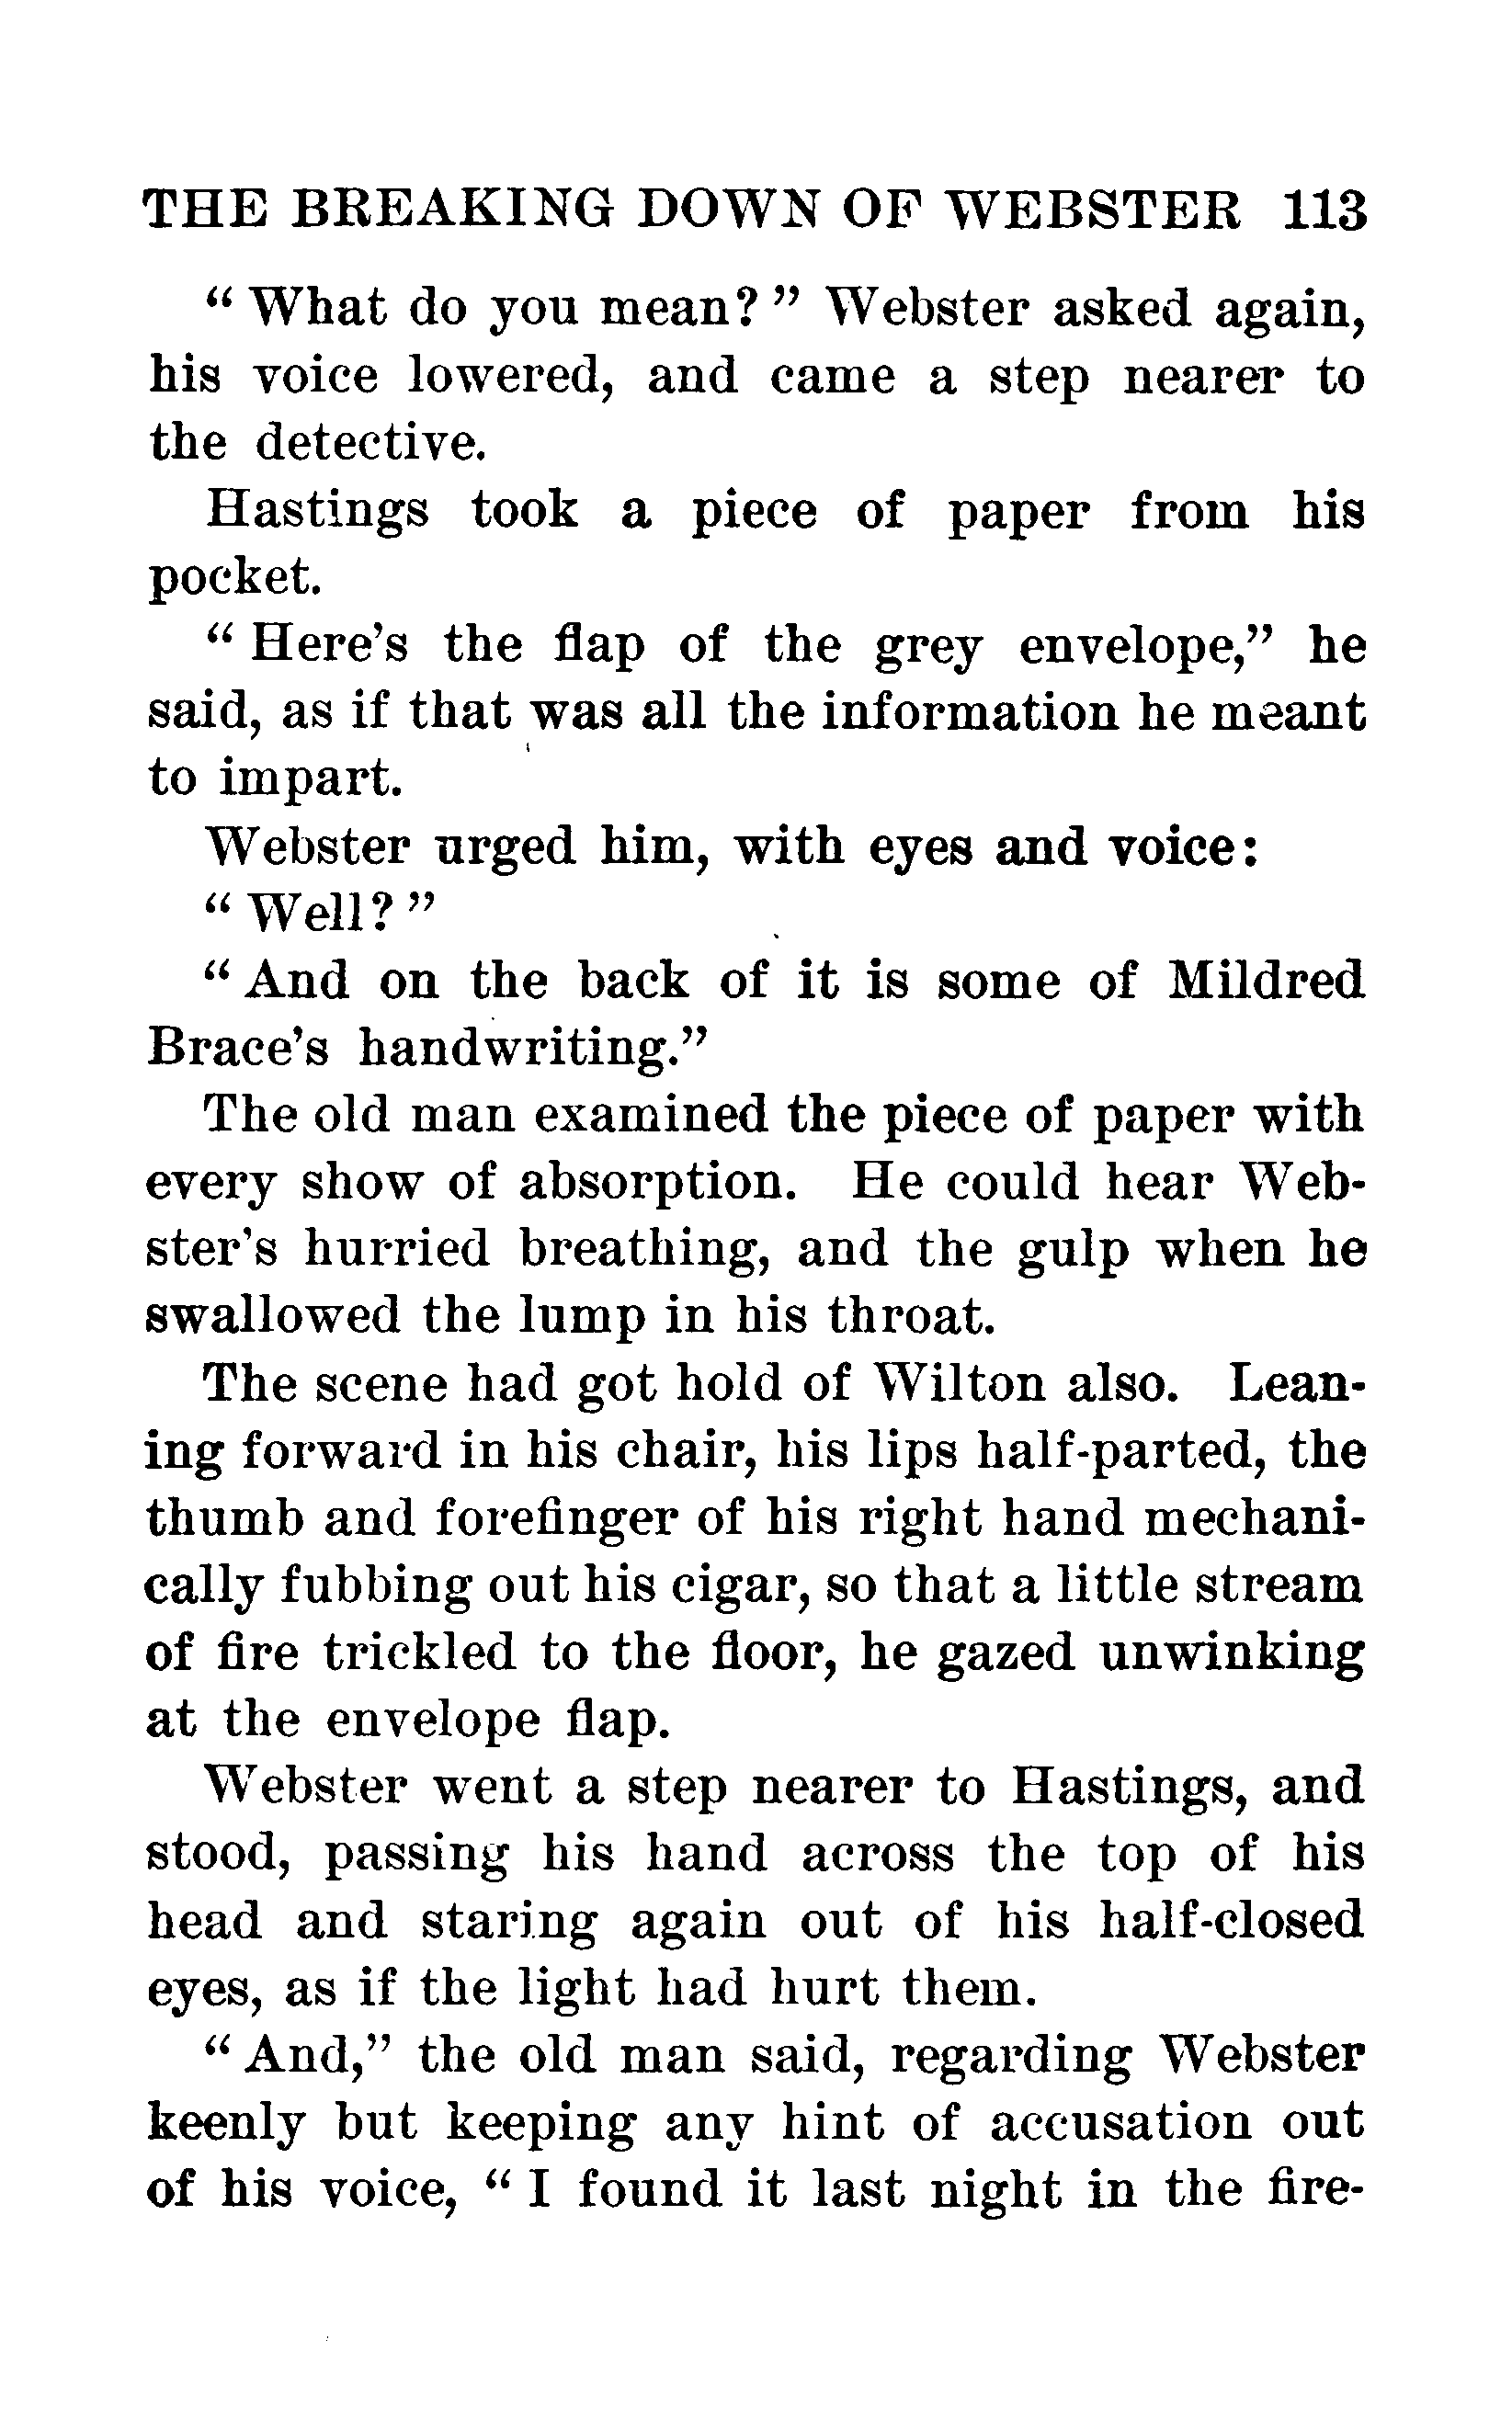 THE BREAKING DOWN OF WEBSTER 113
“ What do you mean? ” Webster asked again,
his voice lowered, and came a step nearer to
the detective.
Hastings took a piece of paper from his
pocket.
“ Here’s the flap of the grey envelope,” he
said, as if that was all the information he meant
to impart.
Webster urged him, with eyes and voice:
“ Well? ”
“ And on the back of it is some of Mildred
Brace’s handwriting.”
The old man examined the piece of paper with
every show of absorption. He could hear Web-
ster’s hurried breathing, and the gulp when he
swallowed the lump in his throat.
The scene had got hold of Wilton also. Lean-
ing forward in his chair, his lips half-parted, the
thumb and forefinger of his right hand mechani-
cally fubbing out his cigar, so that a little stream
of fire trickled to the floor, he gazed unwinking
at the envelope flap.
Webster went a step nearer to Hastings, and
stood, passing his hand across the top of his
head and staring again out of his half-closed
eyes, as if the light had hurt them.
“ And,” the old man said, regarding Webster
keenly but keeping any hint of accusation out
of his voice, “ I found it last night in the fire-